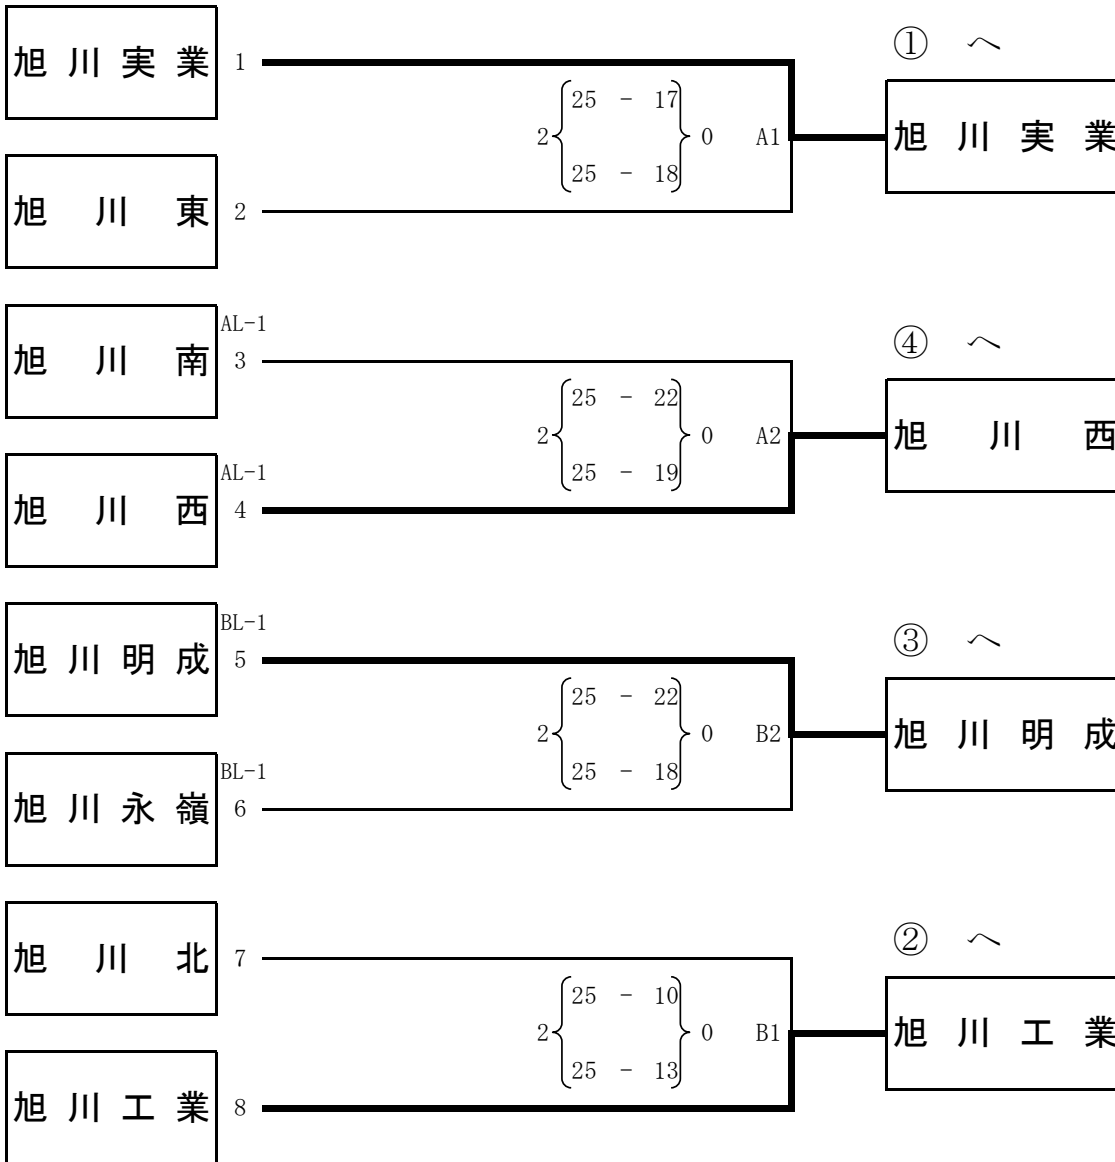 旭川実業 1
① へ
25 - 17
2 0 A1
旭川実業
25 - 18
旭川東 2
AL-1
旭川南 3
④ へ
25 - 22
2 0 A2
旭川西
25 - 19
AL-1
旭川西 4
BL-1
旭川明成 5
③ へ
25 - 22
2 0 B2
旭川明成
25 - 18
BL-1
旭川永嶺 6
旭川北 7
② へ
25 - 10
2 0 B1
旭川工業
25 - 13
旭川工業 8